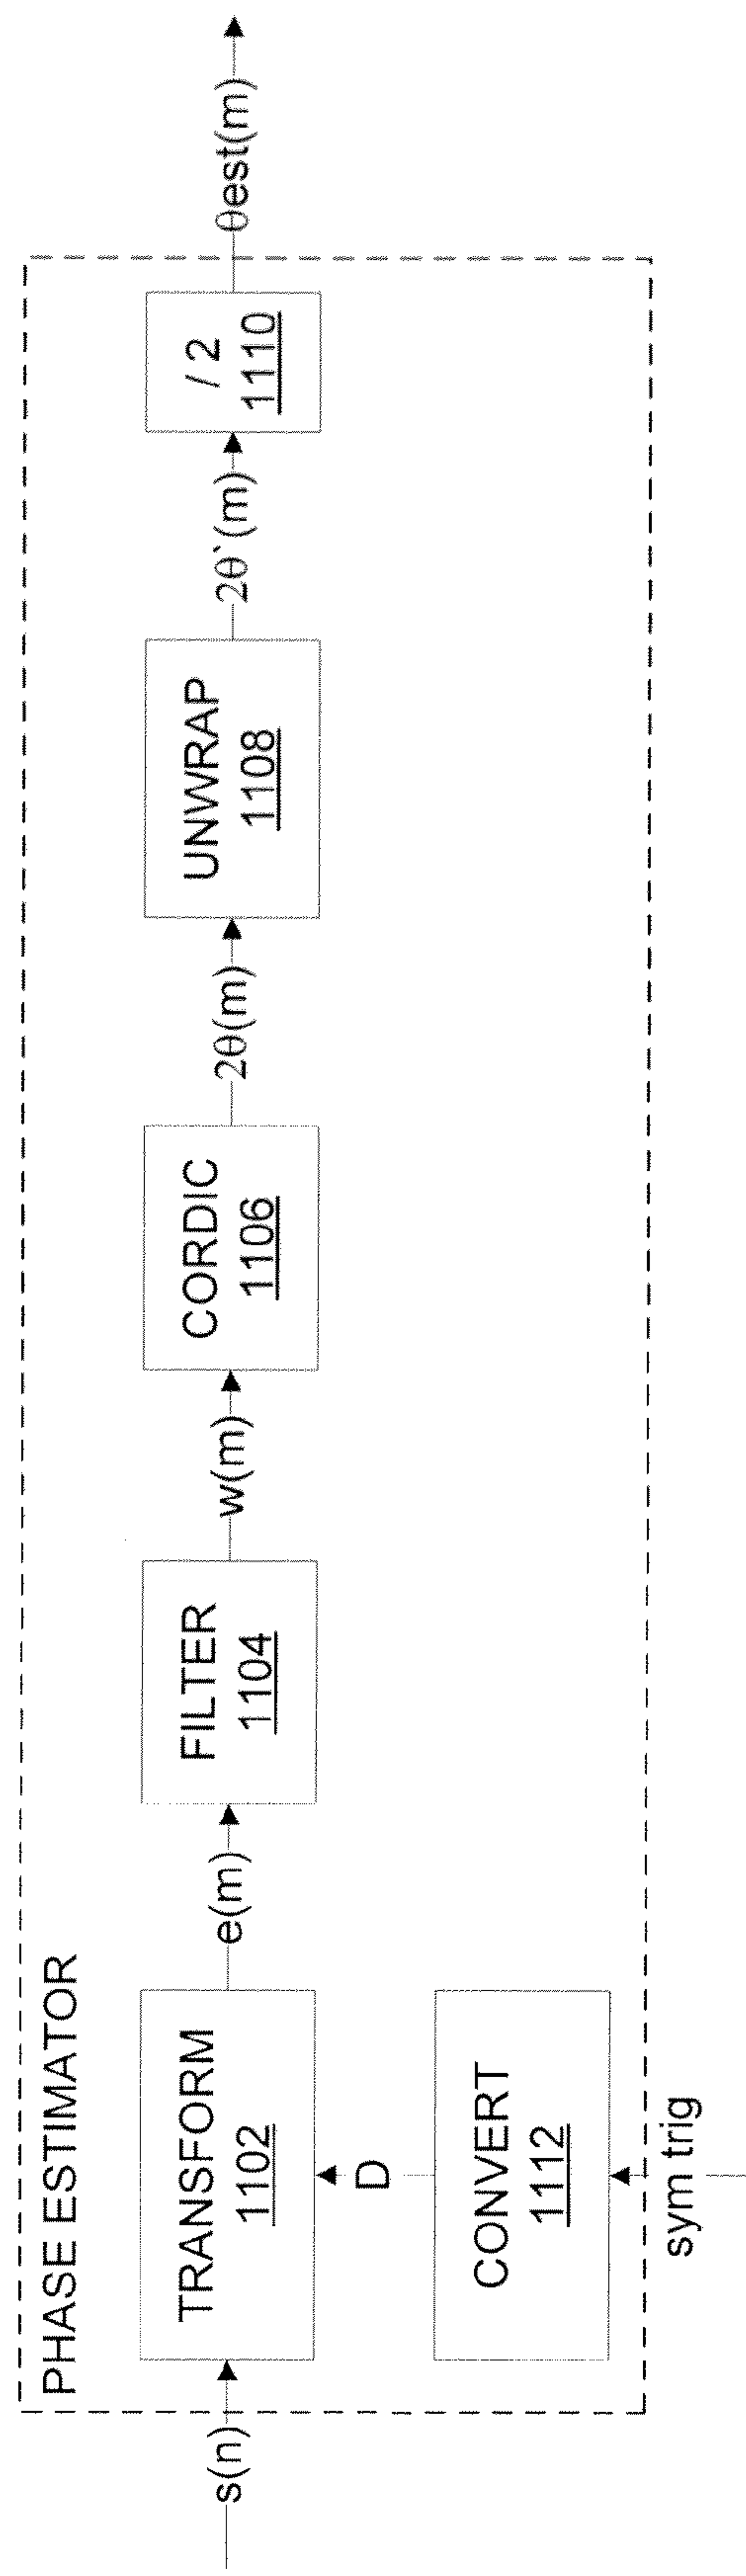 PHASE ESTIMATOR
s(n)
TRANSFORM
1102
e(m)
FILTER
1104
w(m)
CORDIC
1106
2θ(m)
UNWRAP
1108
2θ`(m)
/ 2
1110
θest(m)
D
CONVERT
1112
sym trig